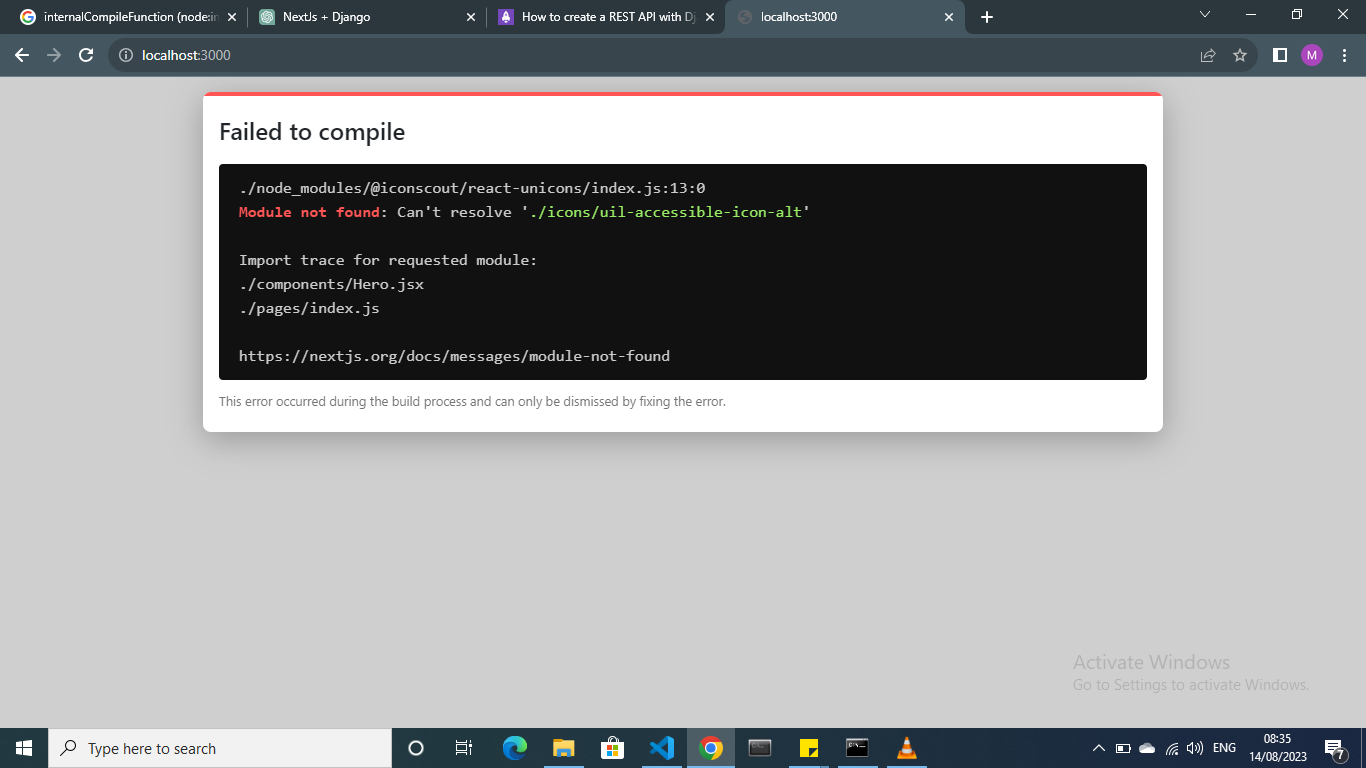 internalCompileFunction (node:in
NextJs + Django
How to create a REST API with Dj
localhost:3000
localhost:3000
M
Failed to compile
./node_modules/@iconscout/react-unicons/index.js:13:0
Module not found: Can't resolve './icons/uil-accessible-icon-alt'
Import trace for requested module:
./components/Hero.jsx
./pages/index.js
https://nextjs.org/docs/messages/module-not-found
This error occurred during the build process and can only be dismissed by fixing the error.
Activate Windows
Go to Settings to activate Windows.
Type here to search
ENG
08:35
14/08/2023
7